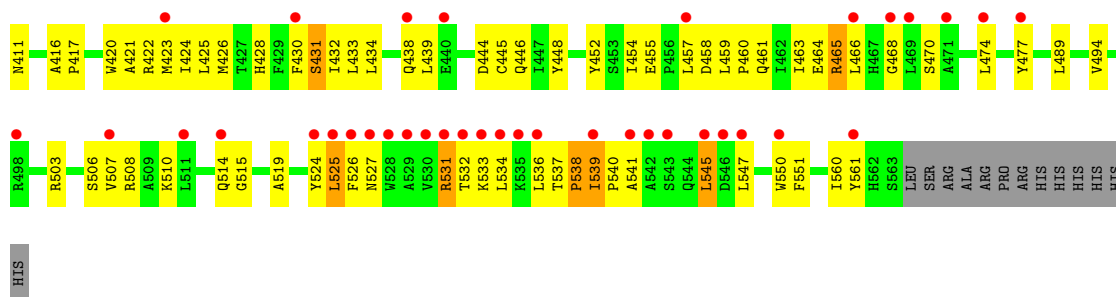 N411 A416 P417 W420 A421 R422 M423 I424 L425 M426 T427 H428 F429 F430 S431 I432 L433 L434 Q438 L439 E440 D444 C445 Q446 I447 Y448 Y452 S453 I454 E455 P456 L457 D458 L459 P460 Q461 I462 I463 E464 R465 L466 H467 G468 L469 S470 A471 L474 Y477 L489 V494
R498 R503 S506 V507 R508 A509 K510 L511 Q514 G515 A519 Y524 L525 F526 N527 W528 A529 V530 R531 T532 K533 L534 K535 L536 T537 P538 I539 P540 A541 A542 S543 Q544 L545 D546 L547 W550 F551 I560 Y561 H562 S563 LEU SER ARG ALA ARG PRO ARG HIS HIS HIS HIS HIS
HIS